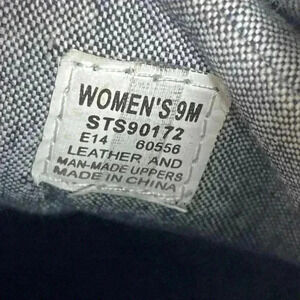 WOMEN'S 9M
STS90172
E14 60556
LEATHER AND
MAN-MADE UPPERS
MADE IN CHINA